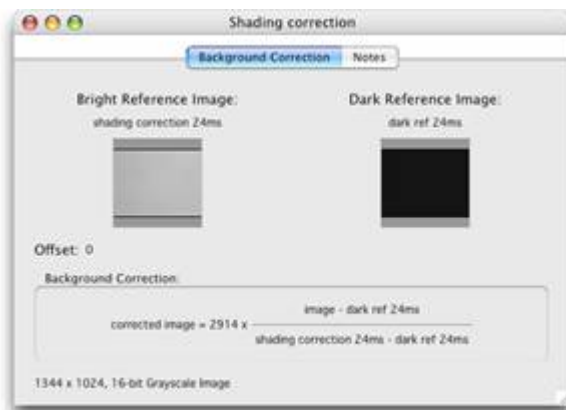 Shading correction
Background Correction Notes
Bright Reference Image:
shading correction 24ms
Dark Reference Image:
dark ref 24ms
Offset: 0
Background Correction:
corrected image = 2914 x
image - dark ref 24ms
shading correction 24ms - dark ref 24ms
1344 x 1024, 16-bit Grayscale Image